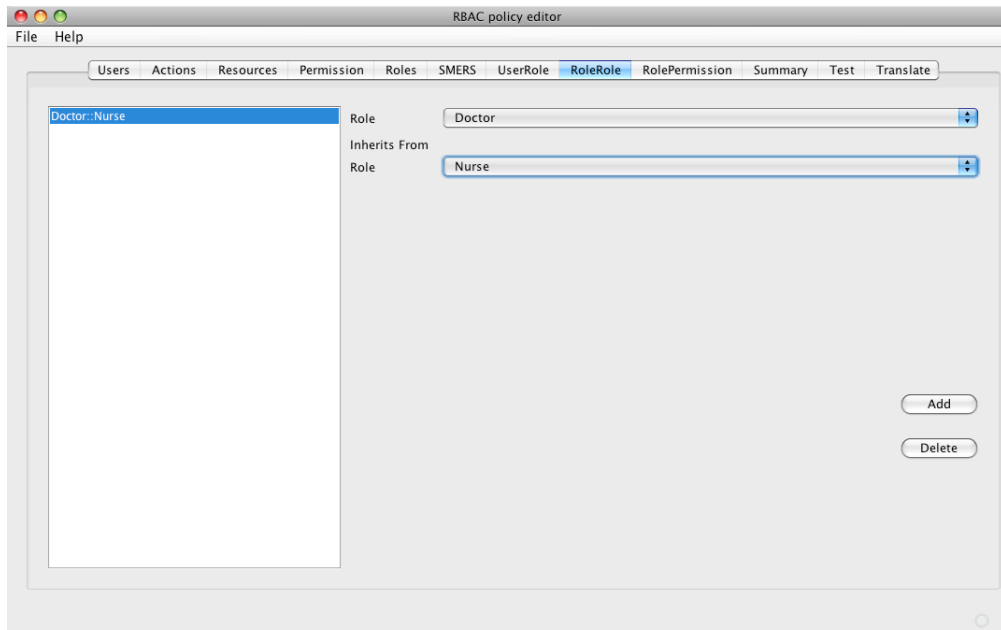 RBAC policy editor
File Help
Users Actions Resources Permission Roles SMERS UserRole RoleRole RolePermission Summary Test Translate
Doctor::Nurse
Role Doctor
Inherits From
Role Nurse
Add
Delete